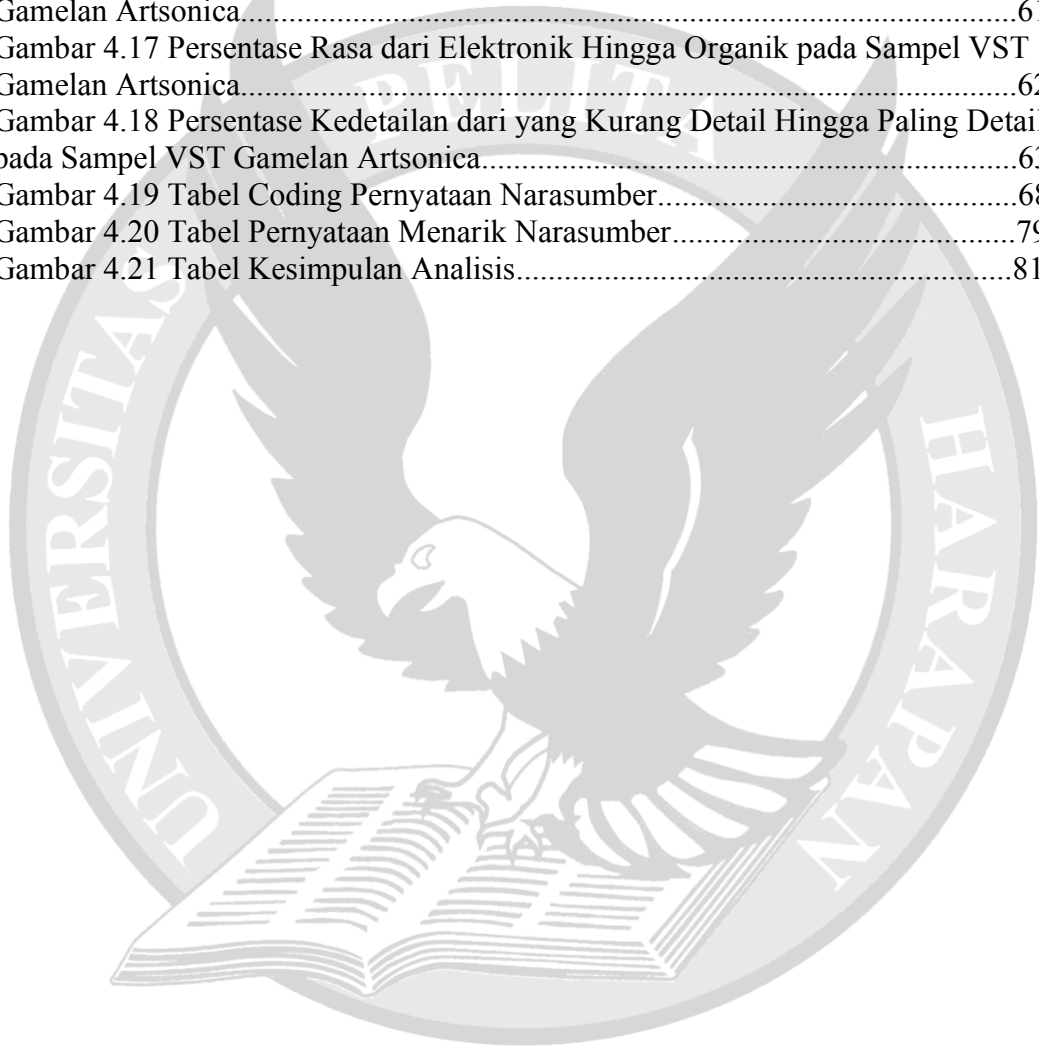 Gamelan Artsonica.............................................................................................61
Gambar 4.17 Persentase Rasa dari Elektronik Hingga Organik pada Sampel VST
Gamelan Artsonica.............................................................................................62
Gambar 4.18 Persentase Kedetailan dari yang Kurang Detail Hingga Paling Detail
pada Sampel VST Gamelan Artsonica................................................................63
Gambar 4.19 Tabel Coding Pernyataan Narasumber...........................................68
Gambar 4.20 Tabel Pernyataan Menarik Narasumber.........................................79
Gambar 4.21 Tabel Kesimpulan Analisis............................................................81
UNIVERSITAS PELITA HARAPAN